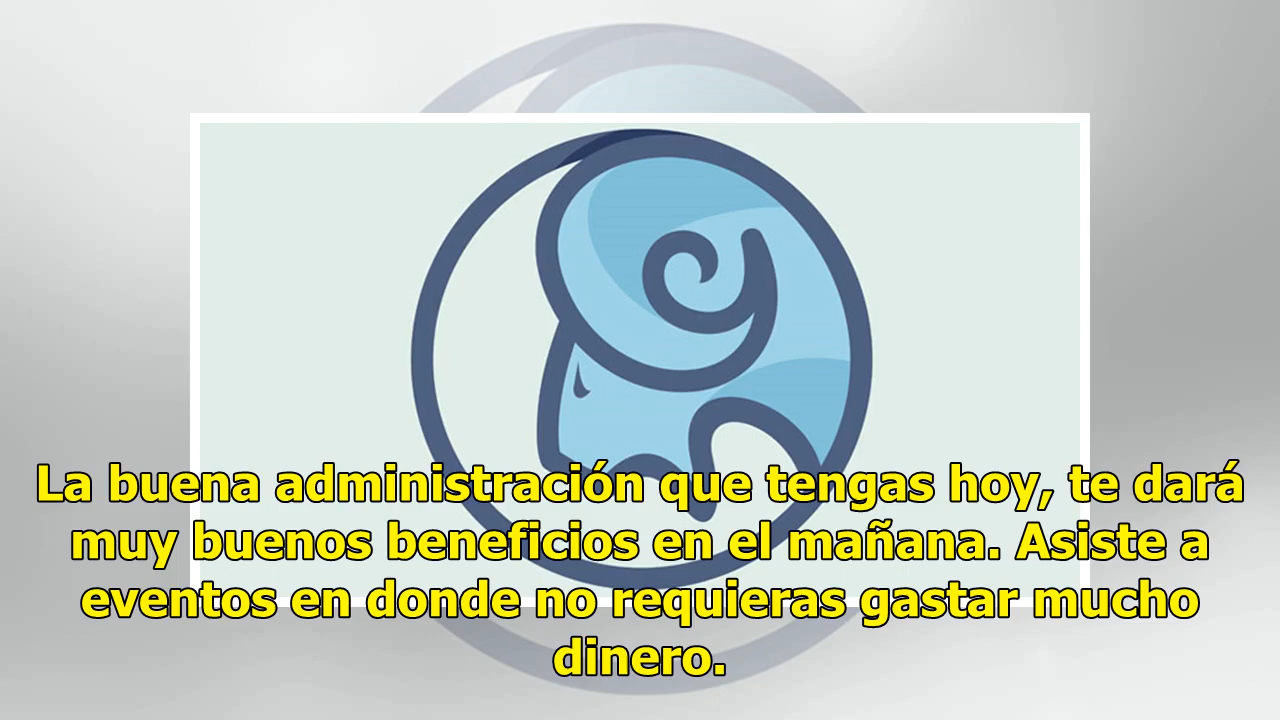 La buena administración que tengas hoy, te dará
muy buenos beneficios en el mañana. Asiste a
eventos en donde no requieras gastar mucho
dinero.